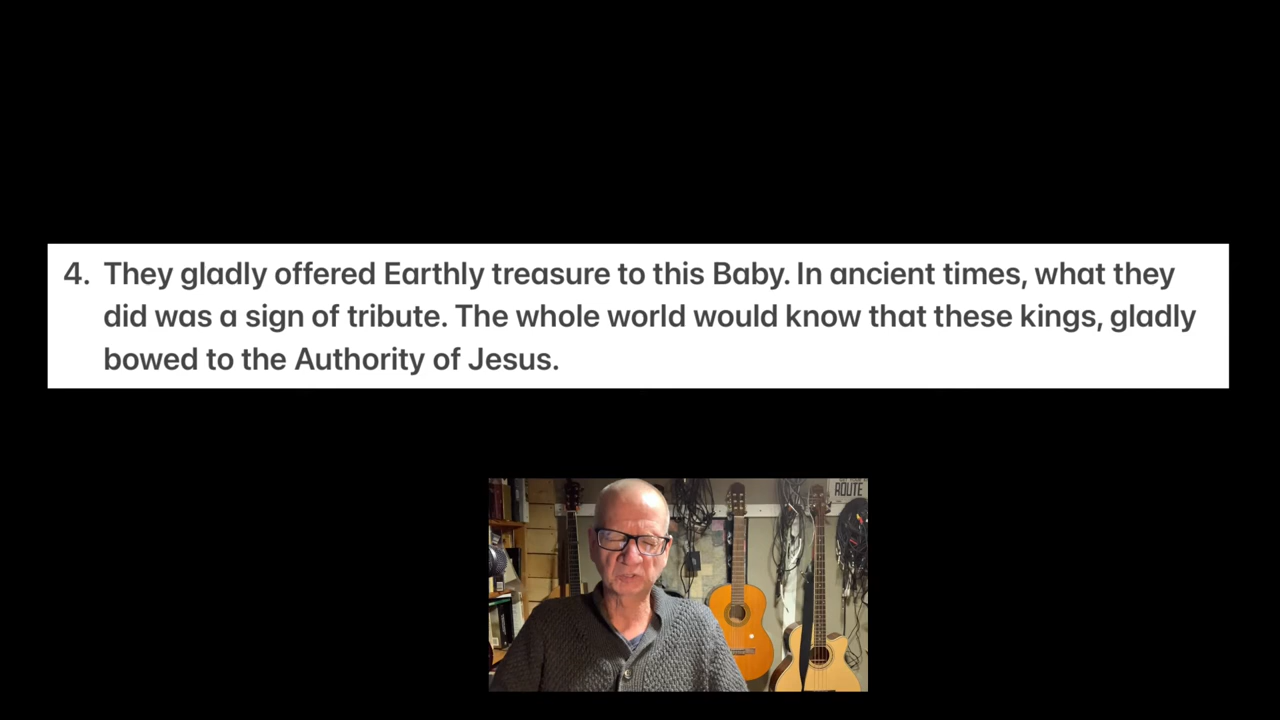 4. They gladly offered Earthly treasure to this Baby. In ancient times, what they
did was a sign of tribute. The whole world would know that these kings, gladly
bowed to the Authority of Jesus.
ROUTE